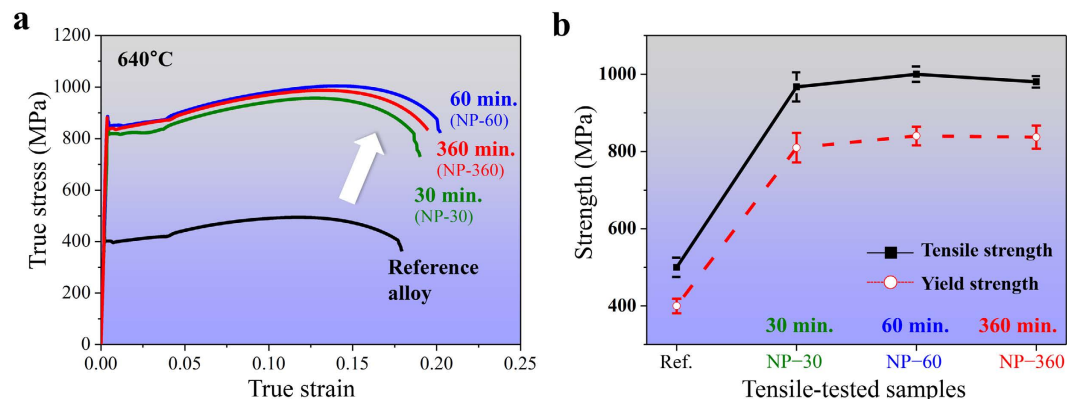 a
1200
1000
800
600
400
200
0
0.00
0.05
0.10
0.15
0.20
0.25
True stress (MPa)
True strain
640°C
60 min.
(NP-60)
360 min.
(NP-360)
30 min.
(NP-30)
Reference
alloy
b
1000
800
600
400
Strength (MPa)
Tensile strength
Yield strength
30 min.
60 min.
360 min.
Ref.
NP−30
NP−60
NP−360
Tensile-tested samples